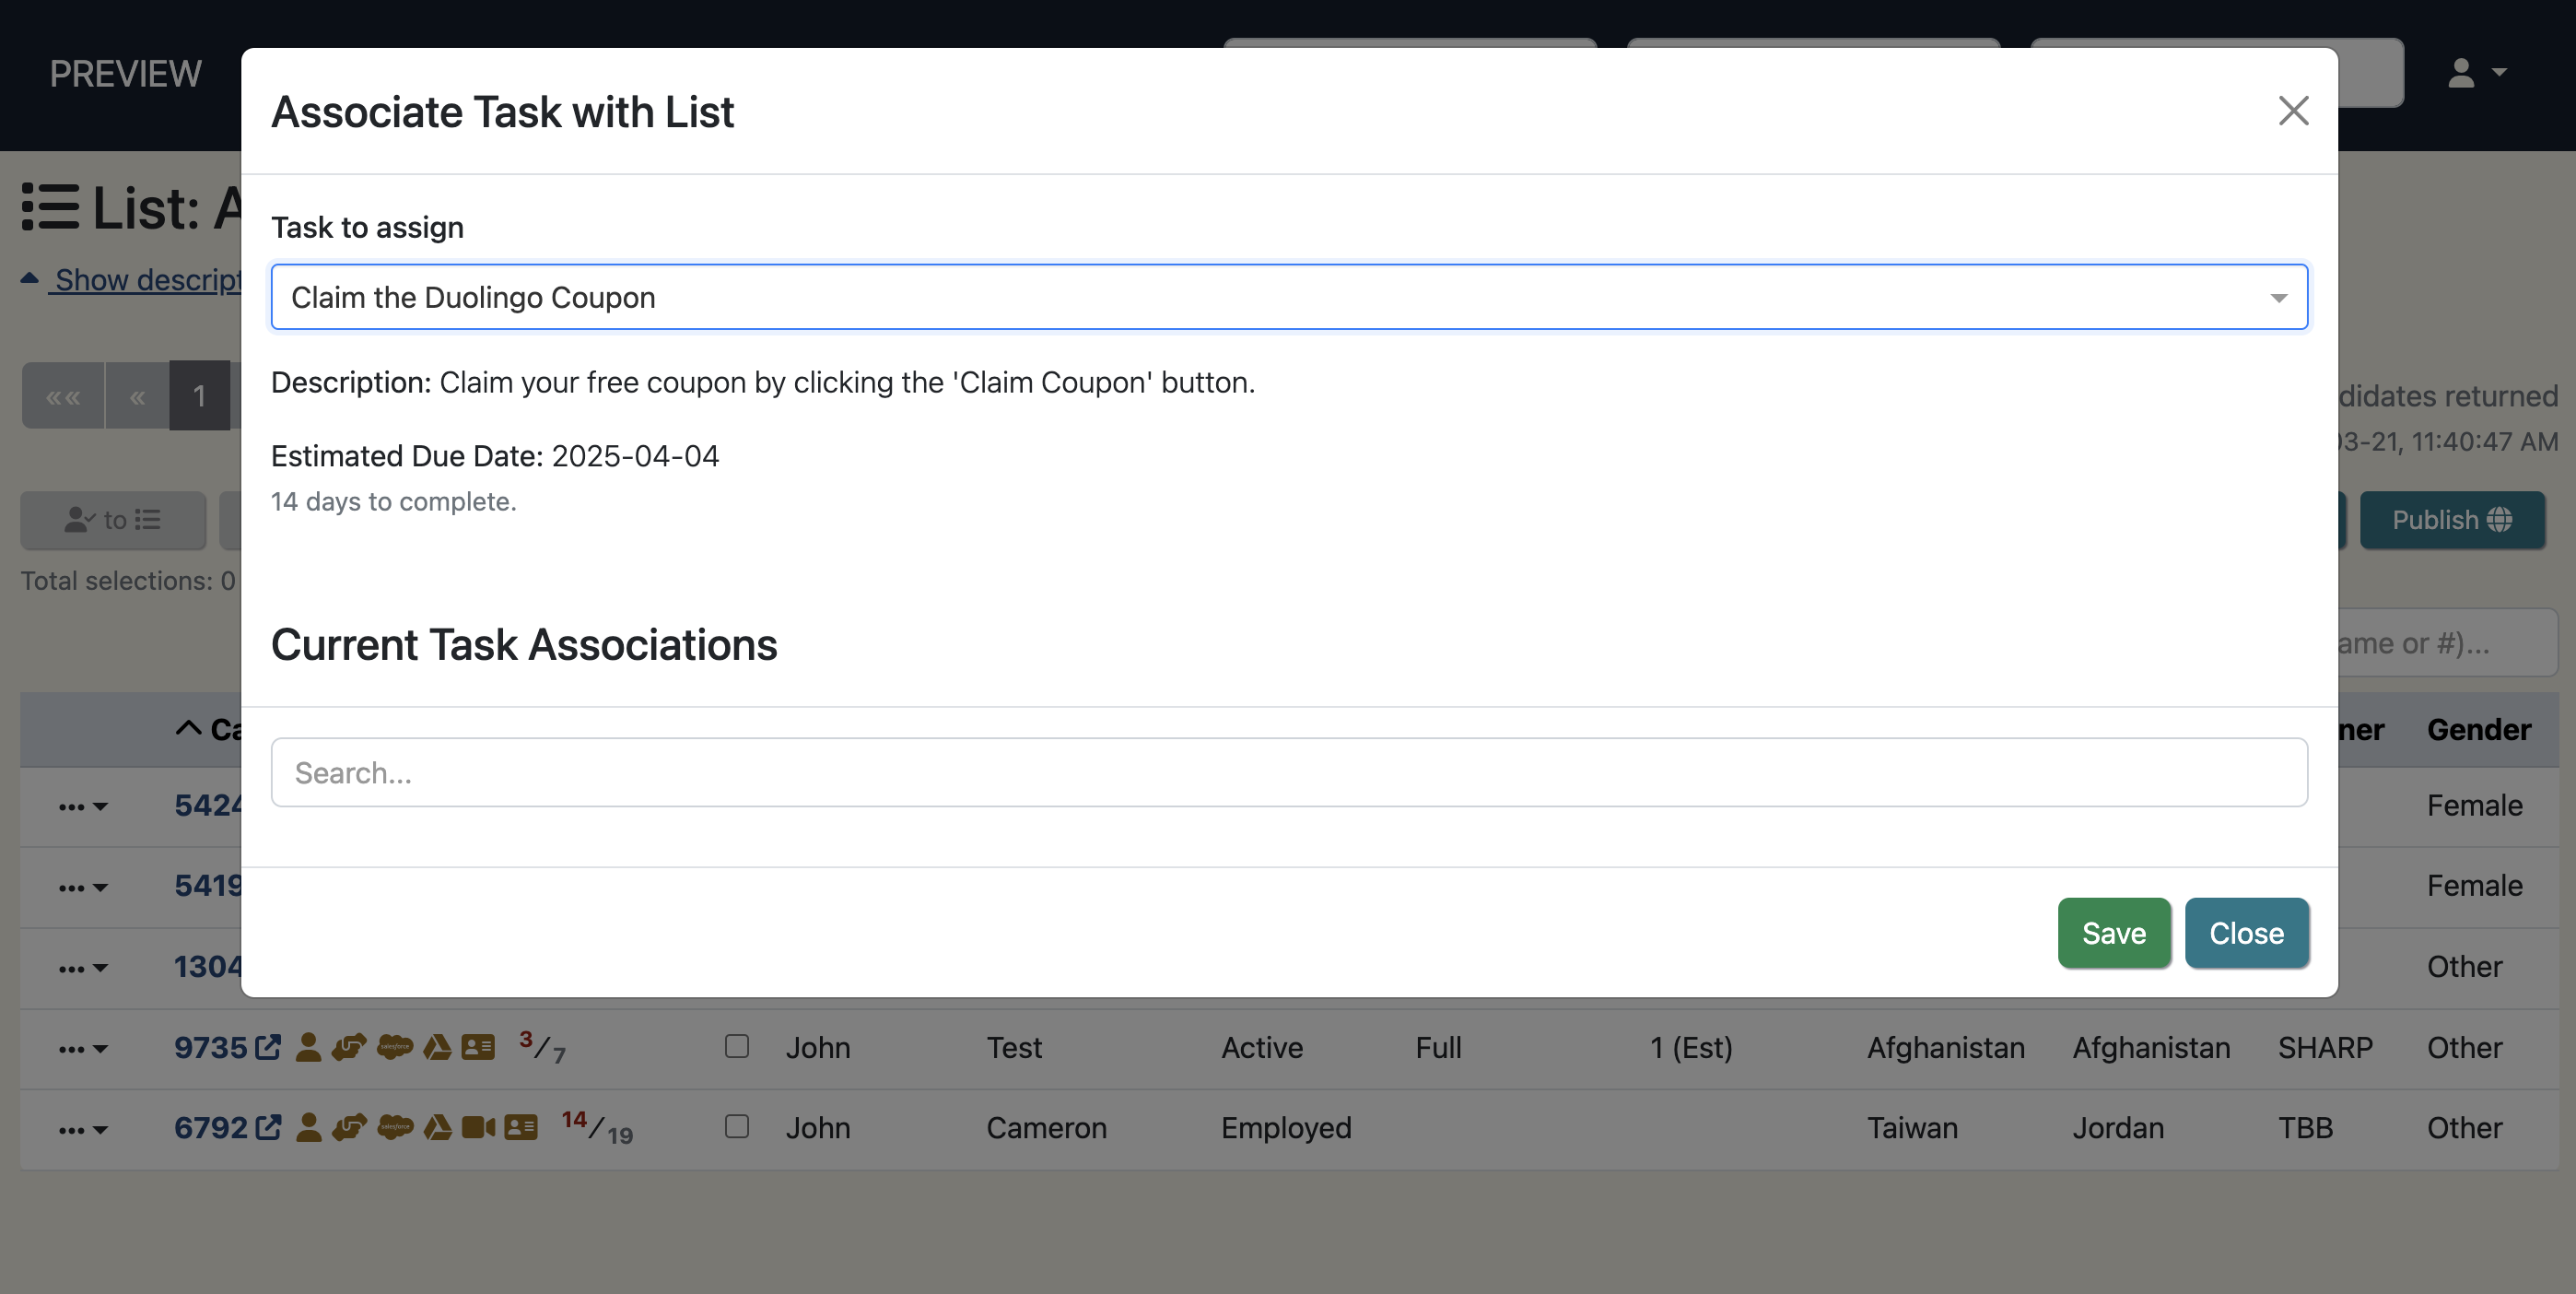 PREVIEW
Associate Task with List
List: A
Task to assign
Show descript
Claim the Duolingo Coupon
«« « 1
Description: Claim your free coupon by clicking the 'Claim Coupon' button.
didates returned
03-21, 11:40:47 AM
Estimated Due Date: 2025-04-04
14 days to complete.
to
Publish
Total selections: 0
Current Task Associations
ame or #)...
Ca
ner Gender
Search...
5424 Female
5419 Female
Save Close
1304 Other
9735 salesforce 3/7 John Test Active Full 1 (Est) Afghanistan Afghanistan SHARP Other
6792 salesforce 14/19 John Cameron Employed Taiwan Jordan TBB Other